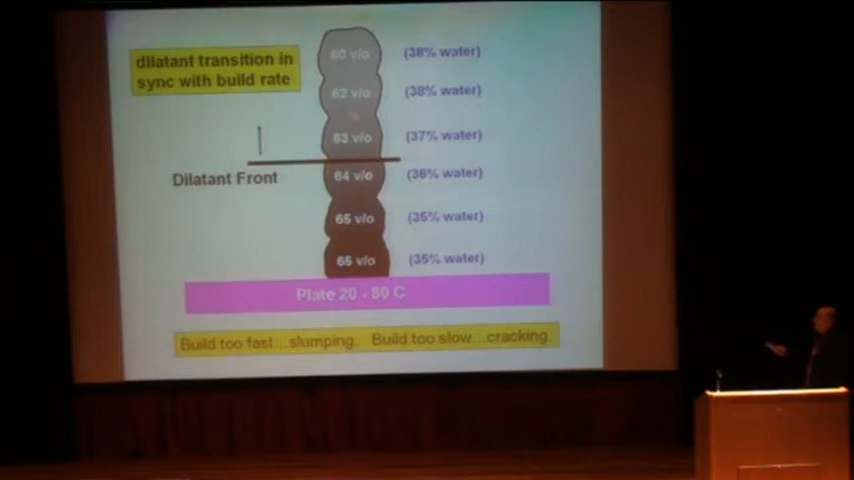 dilatant transition in
sync with build rate
60 v/o (38% water)
62 v/o (38% water)
63 v/o (37% water)
Dilatant Front
64 v/o (36% water)
65 v/o (35% water)
65 v/o (35% water)
Plate 20 - 80 C
Build too fast...slumping. Build too slow...cracking.